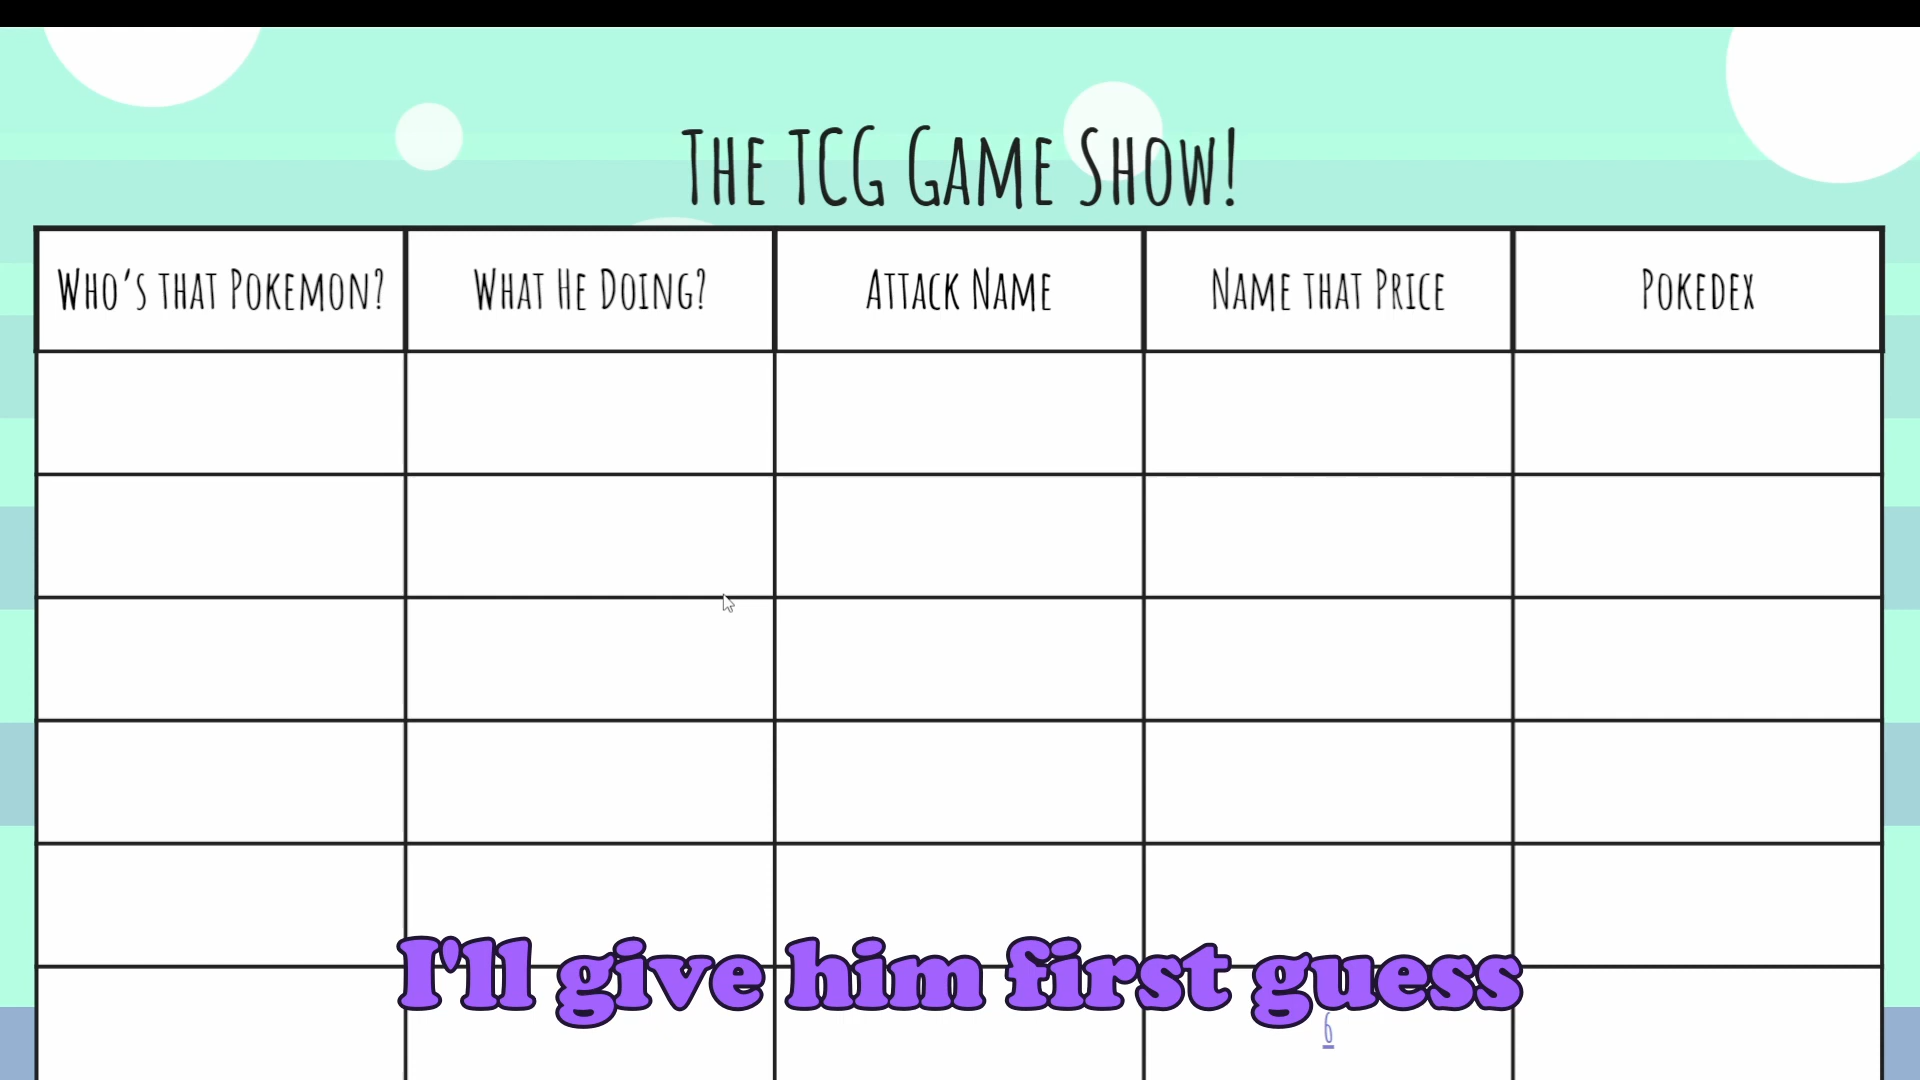 The TCG Game Show!
Who's that Pokemon?
What He Doing?
Attack Name
Name that Price
Pokedex
I'll give him first guess
6